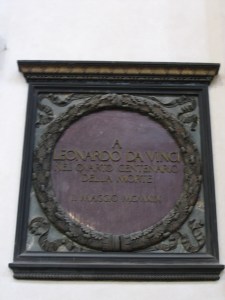 A
LEONARDO DA VINCI
NEL QUARTO CENTENARIO
DELLA MORTE
MAGGIO